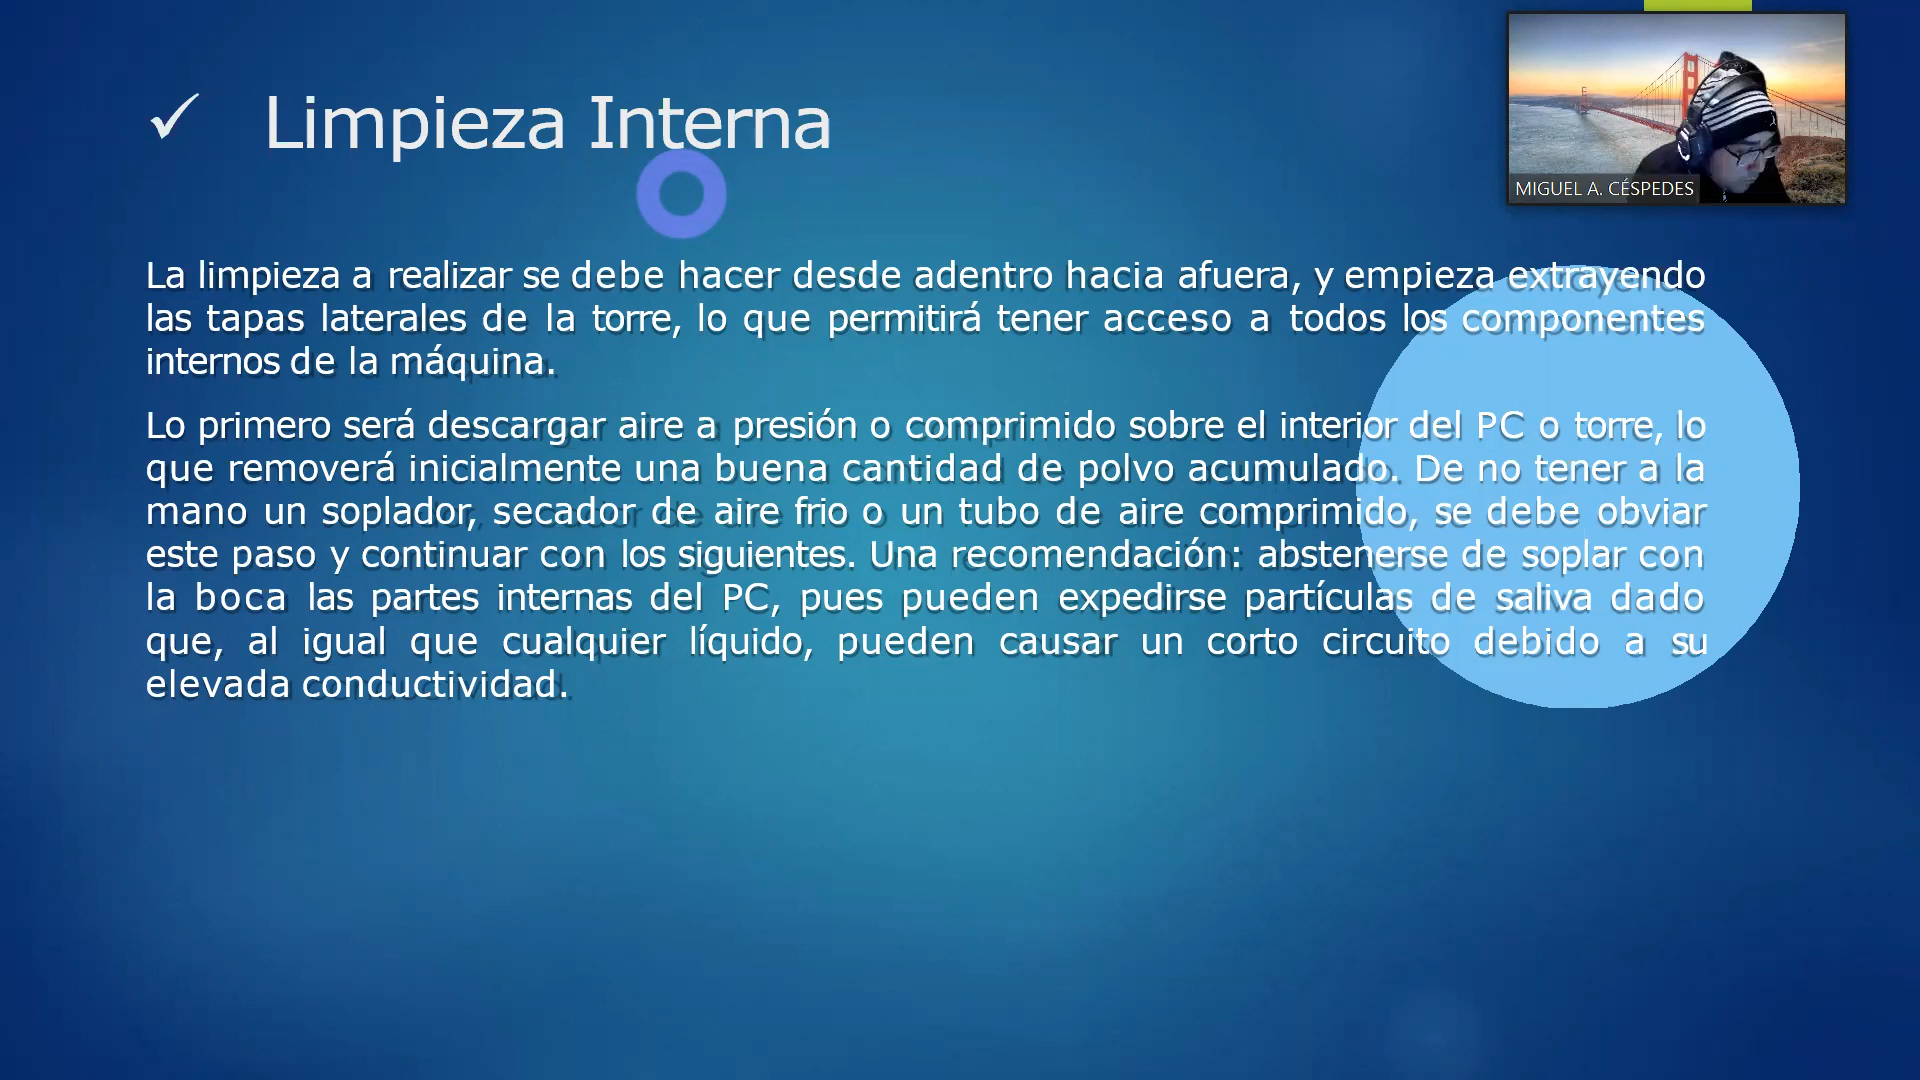 ✓ Limpieza Interna
MIGUEL A. CÉSPEDES
La limpieza a realizar se debe hacer desde adentro hacia afuera, y empieza extrayendo
las tapas laterales de la torre, lo que permitirá tener acceso a todos los componentes
internos de la máquina.
Lo primero será descargar aire a presión o comprimido sobre el interior del PC o torre, lo
que removerá inicialmente una buena cantidad de polvo acumulado. De no tener a la
mano un soplador, secador de aire frio o un tubo de aire comprimido, se debe obviar
este paso y continuar con los siguientes. Una recomendación: abstenerse de soplar con
la boca las partes internas del PC, pues pueden expedirse partículas de saliva dado
que, al igual que cualquier líquido, pueden causar un corto circuito debido a su
elevada conductividad.